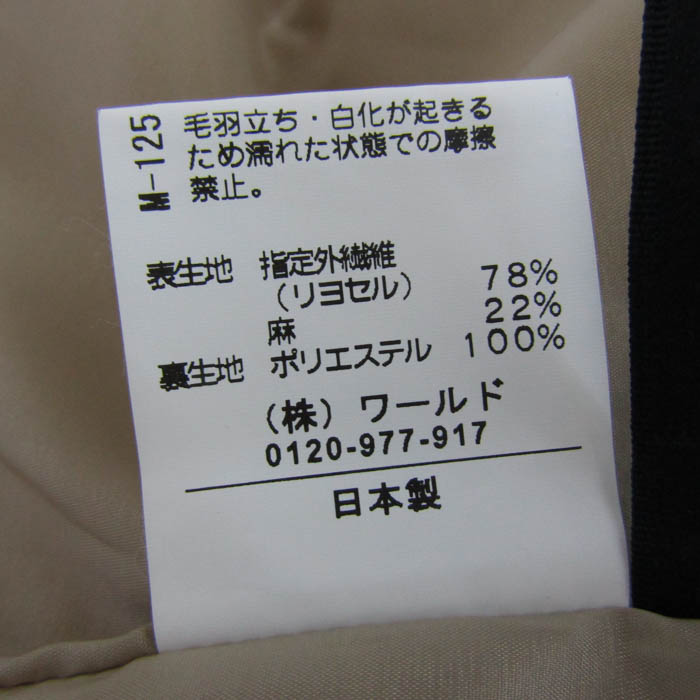 M-125
毛羽立ち・白化が起きる
ため濡れた状態での摩擦
禁止。
表生地 指定外繊維
(リヨセル) 78%
麻 22%
裏生地 ポリエステル 100%
(株) ワールド
0120-977-917
日本製